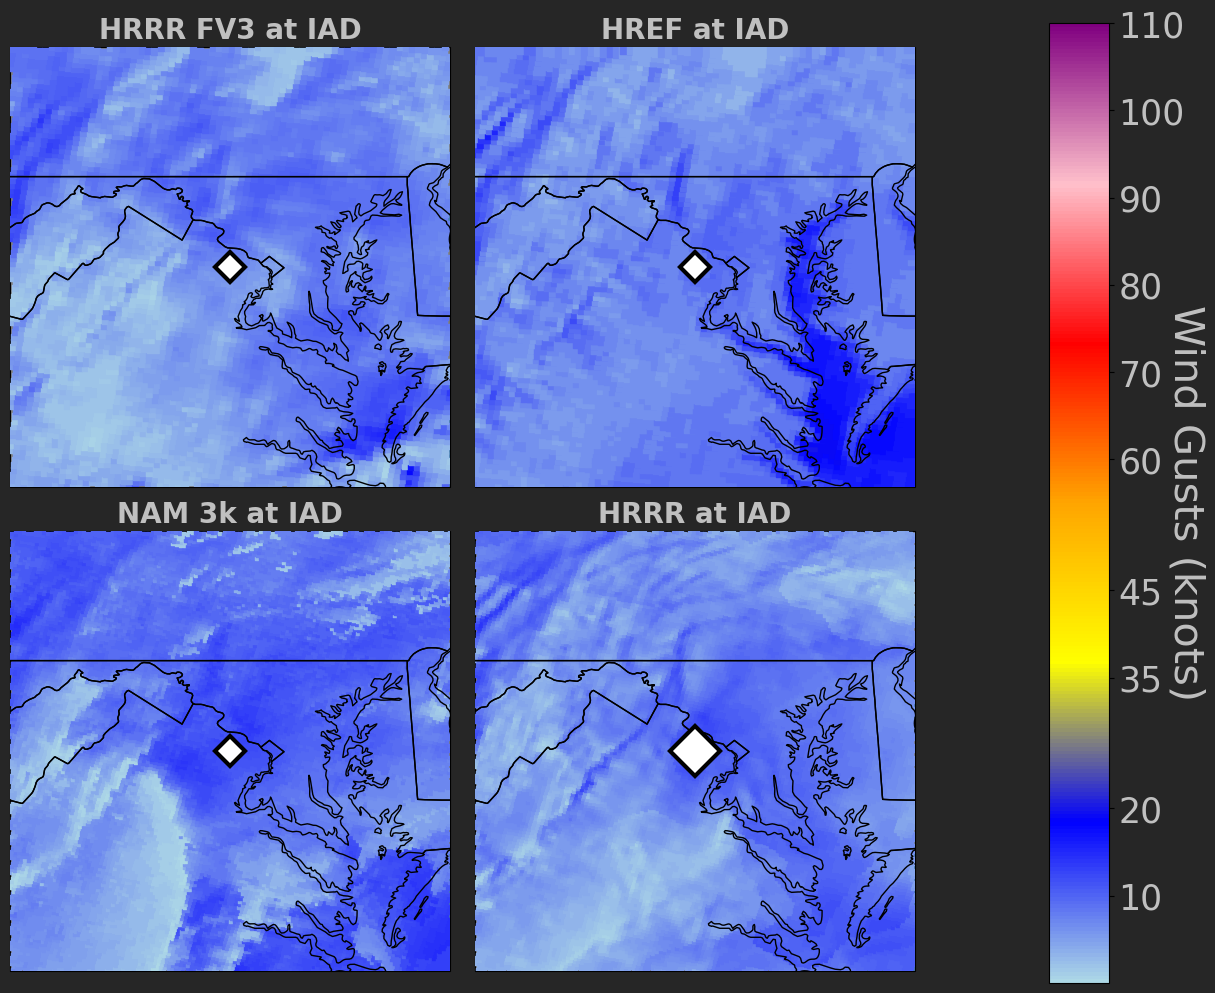 HRRR FV3 at IAD
HREF at IAD
NAM 3k at IAD
HRRR at IAD
110
100
90
80
70
60
45
35
20
10
Wind Gusts (knots)